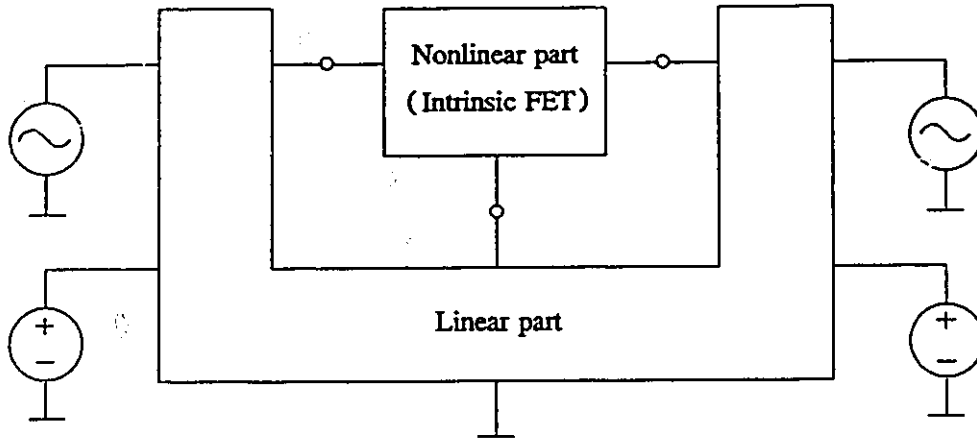 Nonlinear part
( Intrinsic FET )
+
−
Linear part
+
−